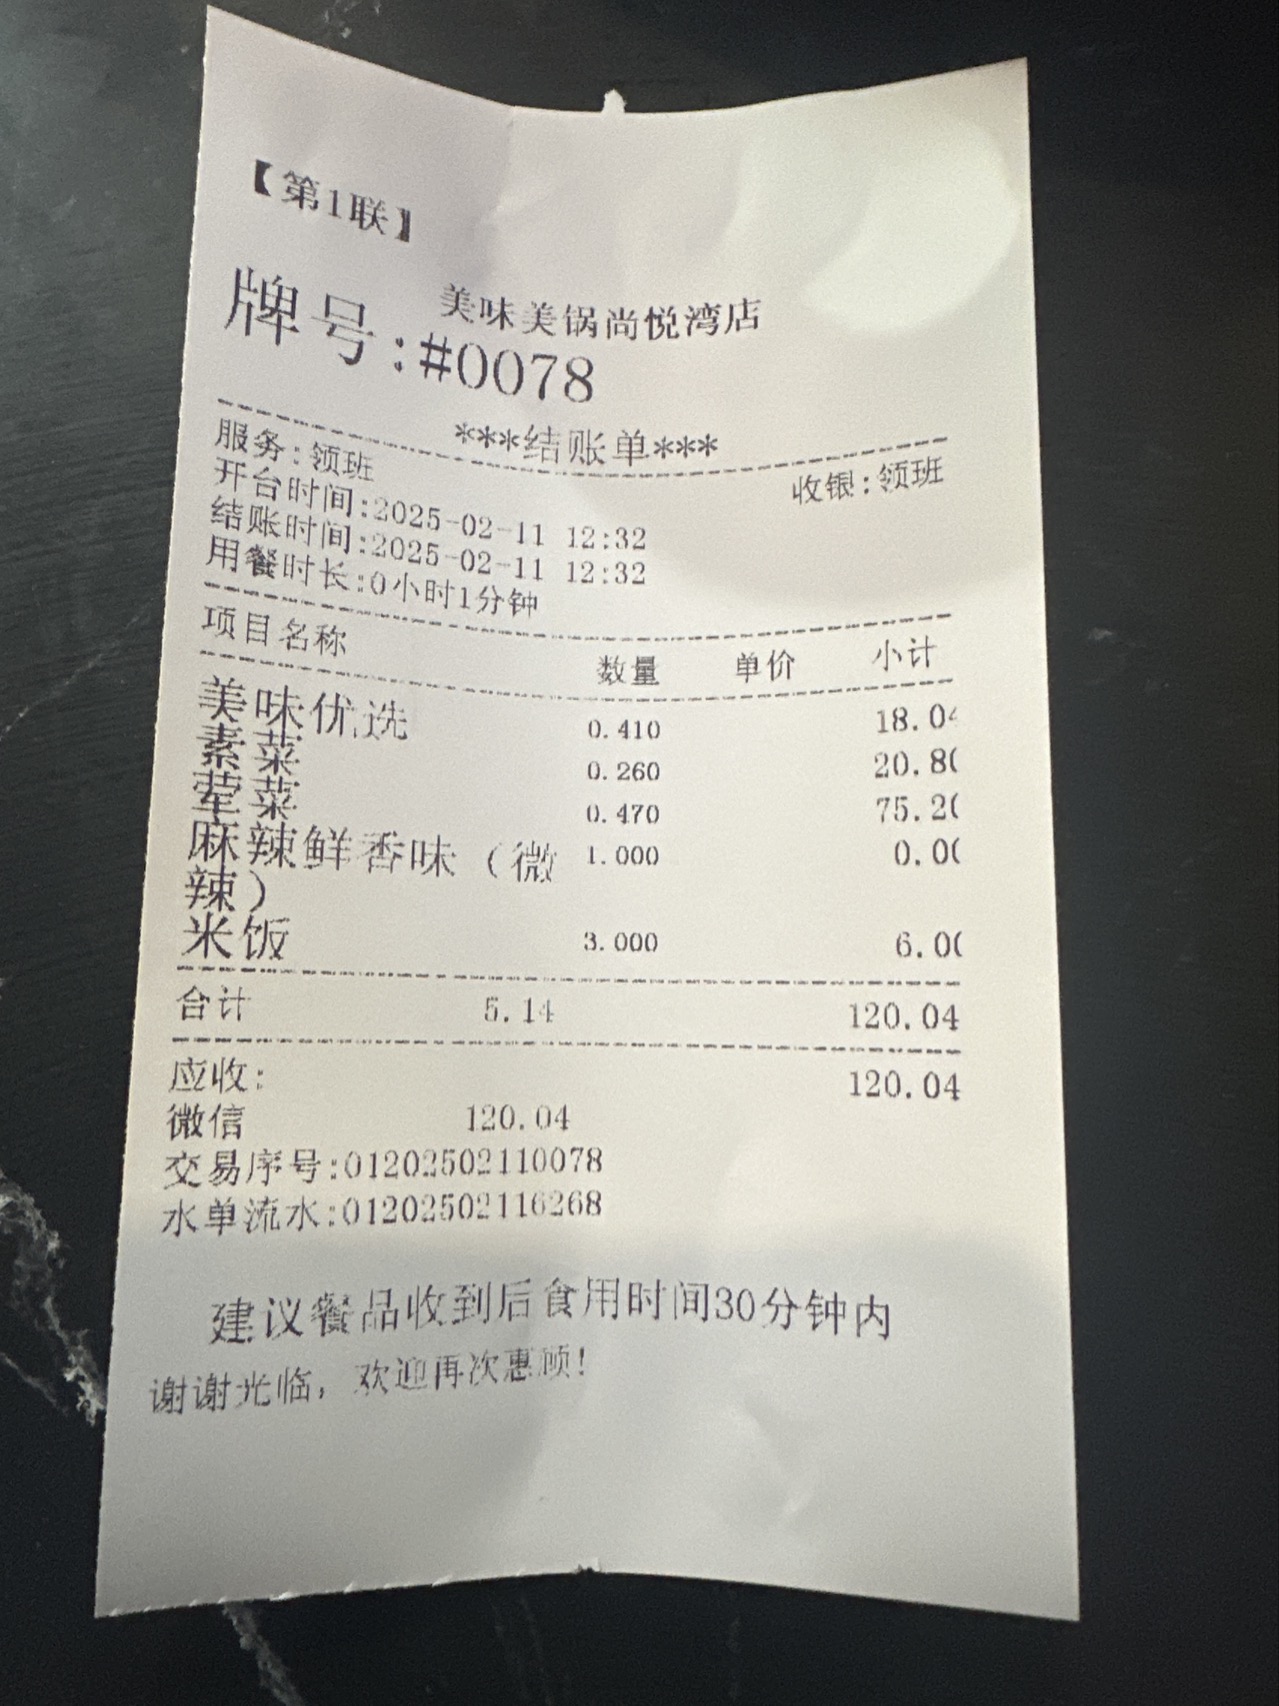 【第1联】
美味美锅尚悦湾店
牌号:#0078
***结账单***
服务:领班 收银:领班
开台时间:2025-02-11 12:32
结账时间:2025-02-11 12:32
用餐时长:0小时1分钟
项目名称 数量 单价 小计
美味优选 0.410 18.04
素菜 0.260 20.80
荤菜 0.470 75.20
麻辣鲜香味（微 1.000 0.00
辣）
米饭 3.000 6.00
合计 5.14 120.04
应收: 120.04
微信 120.04
交易序号:01202502110078
水单流水:01202502116268
建议餐品收到后食用时间30分钟内
谢谢光临，欢迎再次惠顾!